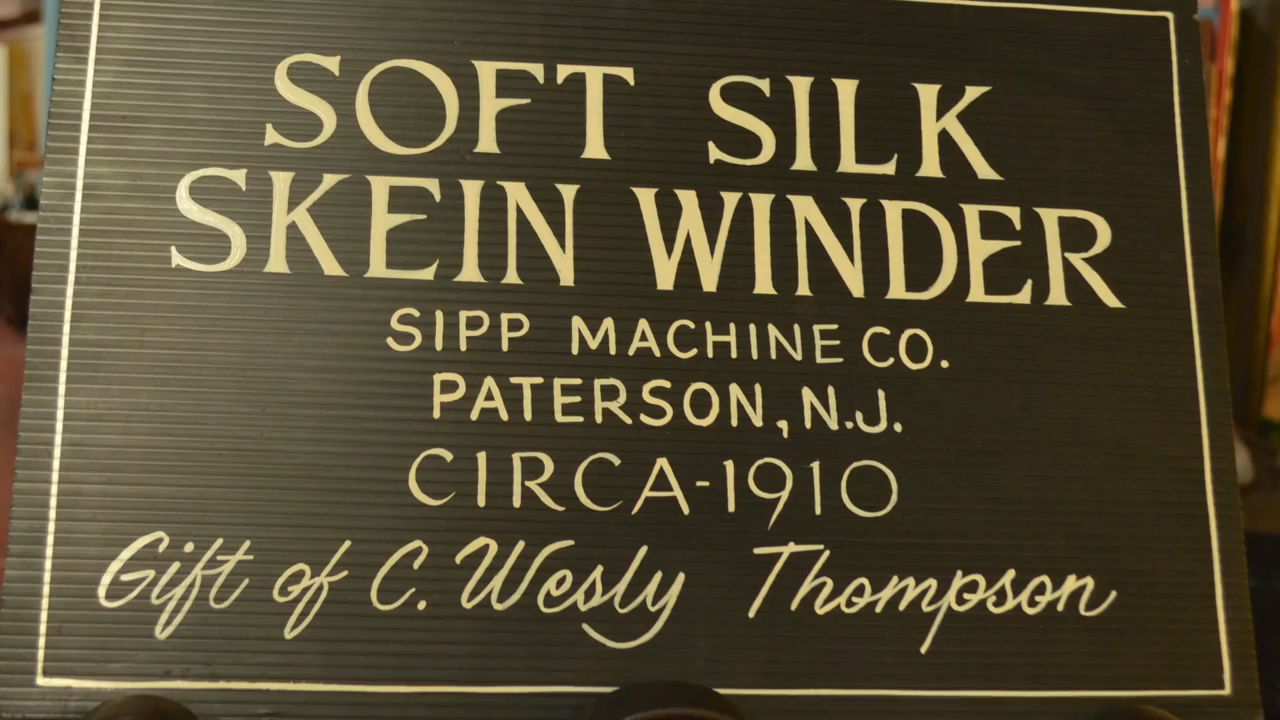 SOFT SILK
SKEIN WINDER
SIPP MACHINE CO.
PATERSON, N.J.
CIRCA-1910
Gift of C. Wesly Thompson